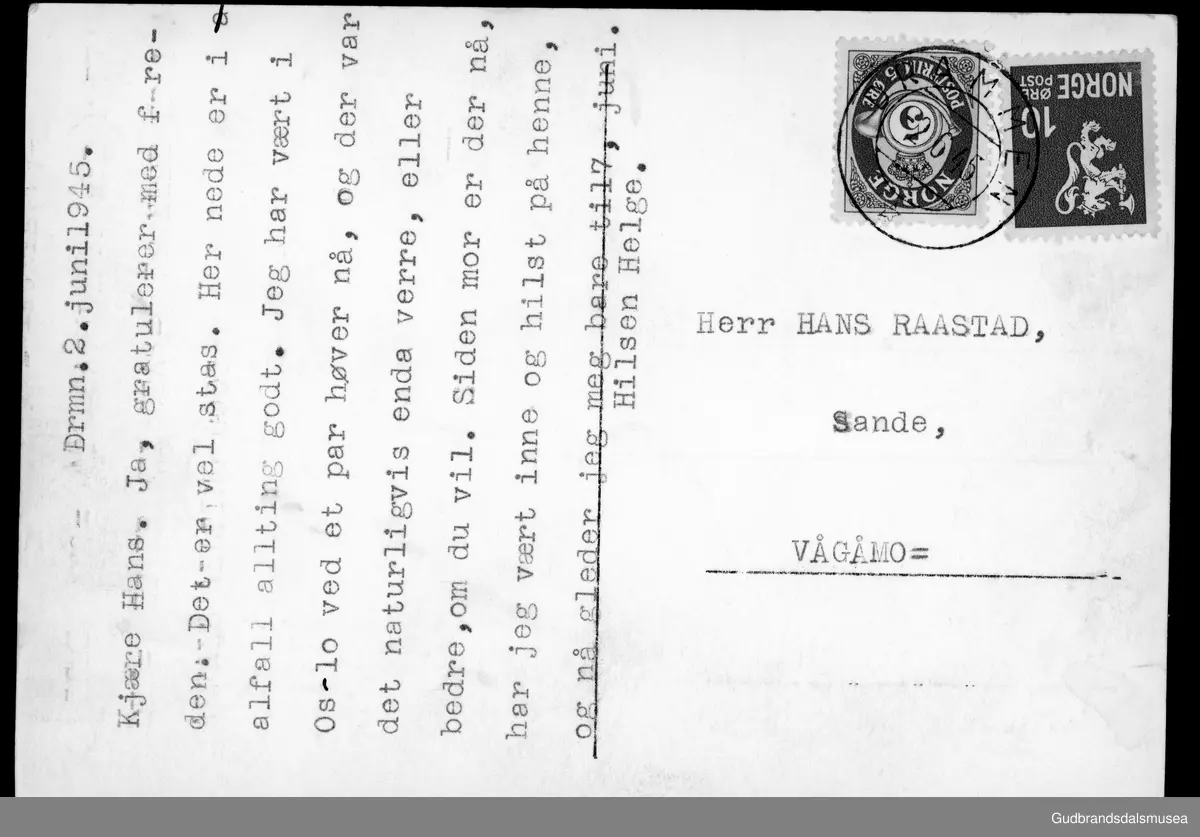 Drmn.2.juni1945.
Kjære Hans. Ja, gratulerer med f re-
den. Det er vel stas. Her nede er i a
alfall allting godt. Jeg har vært i
Os-lo ved et par høver nå, og der var
det naturligvis enda verre, eller
bedre,om du vil. Siden mor er der nå,
har jeg vært inne og hilst på henne,
og nå gleder jeg meg bare til17, juni.
Hilsen Helge.
NORGE
POSTFRIM 5 ØRE
5
NORGE
POST
ØRE
10
DRAMMEN
Herr HANS RAASTAD,
Sande,
VÅGÅMO=
Gudbrandsdalsmusea